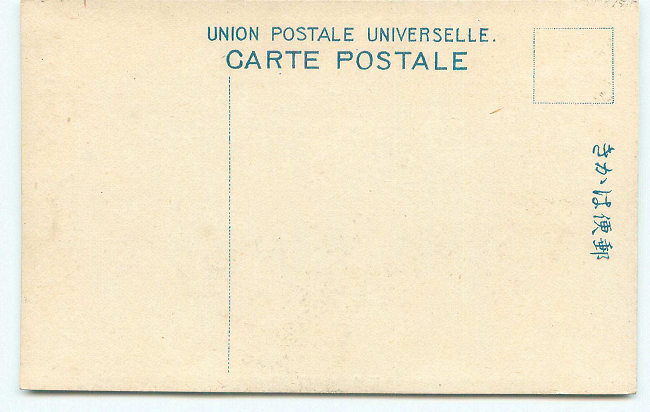 UNION POSTALE UNIVERSELLE.
CARTE POSTALE
きかは便郵